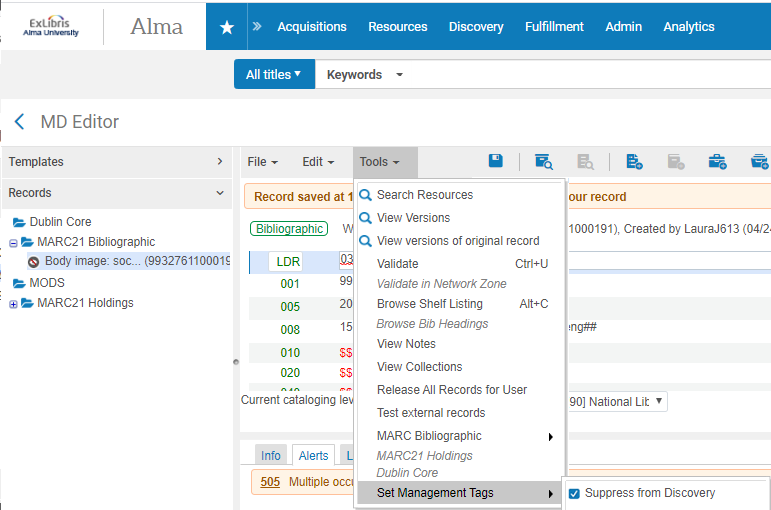 ExLibris
Alma University
Alma
Acquisitions Resources Discovery Fulfillment Admin Analytics
All titles Keywords
MD Editor
Templates
Records
Dublin Core
MARC21 Bibliographic
Body image: soc... (9932761100019
MODS
MARC21 Holdings
File Edit Tools
Record saved at 1 our record
Bibliographic 1000191), Created by LauraJ613 (04/24
LDR 03
001 99
005 20
008 15 eng##
010 $$
020 $$
Current cataloging lev 90] National Lib
Search Resources
View Versions
View versions of original record
Validate Ctrl+U
Validate in Network Zone
Browse Shelf Listing Alt+C
Browse Bib Headings
View Notes
View Collections
Release All Records for User
Test external records
MARC Bibliographic
MARC21 Holdings
Dublin Core
Set Management Tags
Suppress from Discovery
Info Alerts
505 Multiple occu